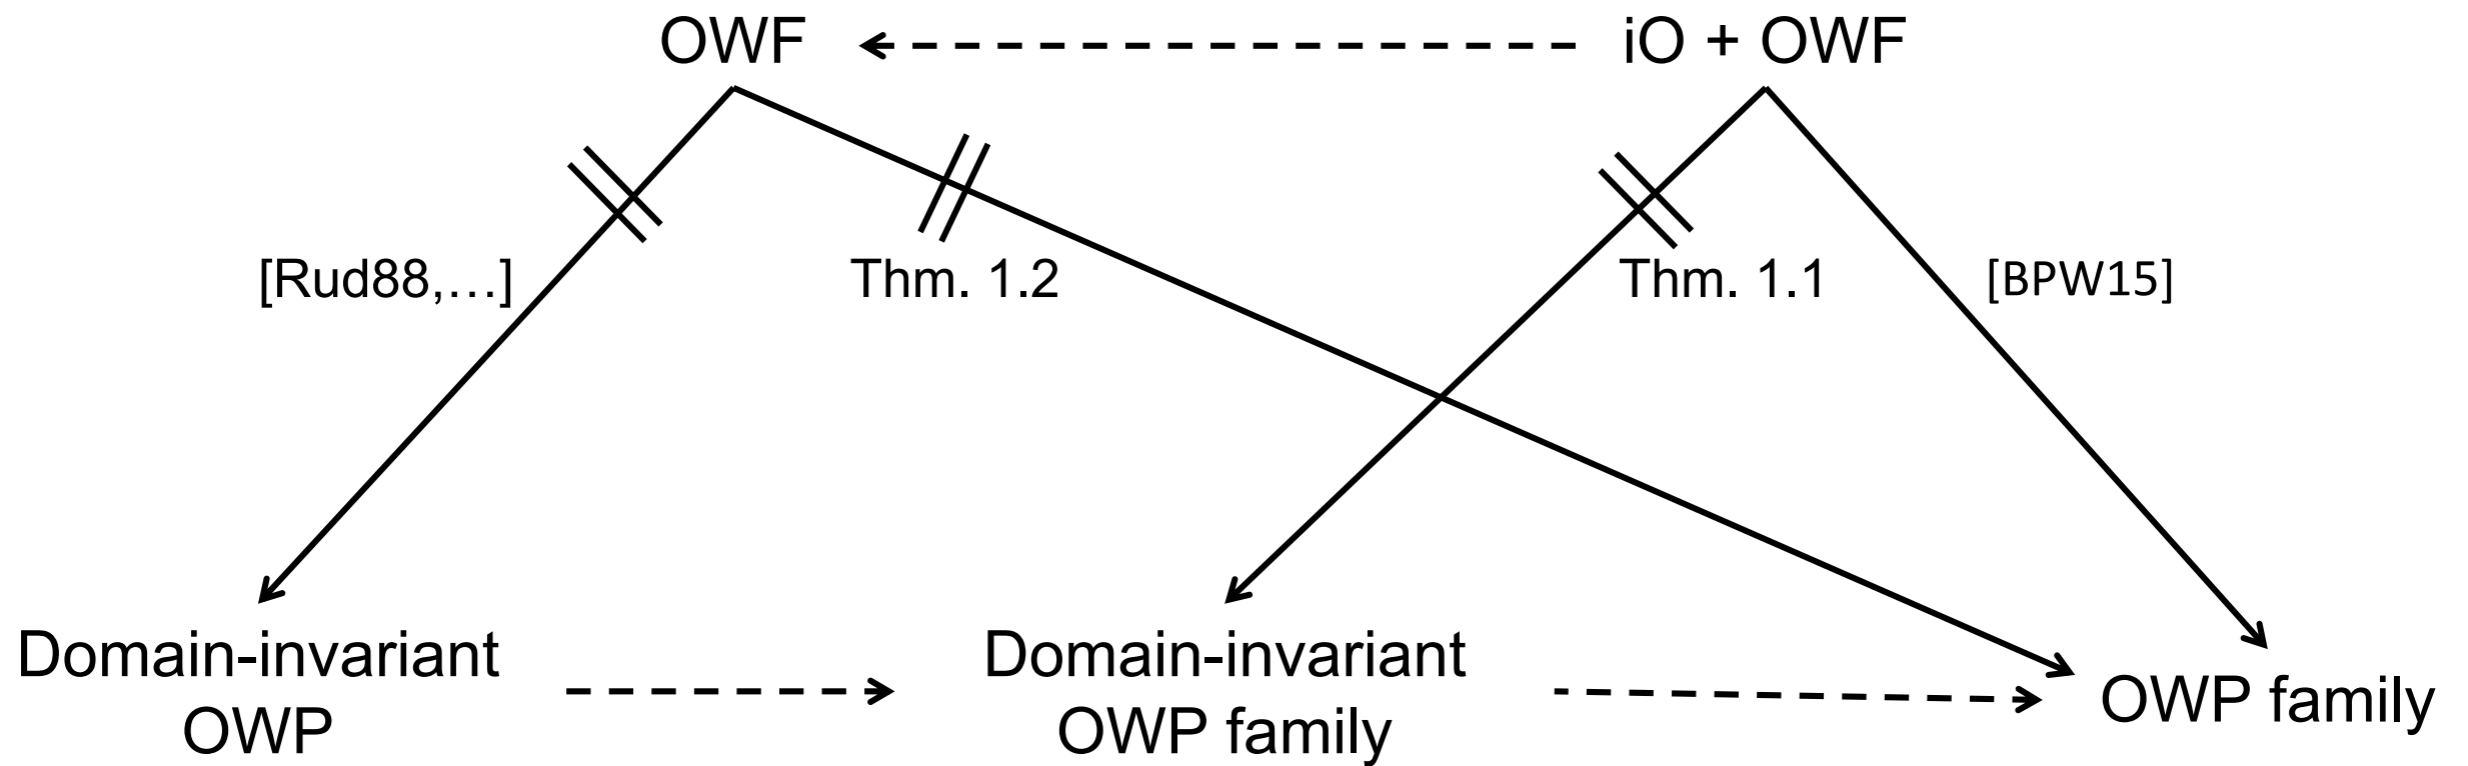 OWF
iO + OWF
[Rud88,…]
Thm. 1.2
Thm. 1.1
[BPW15]
Domain-invariant
OWP
Domain-invariant
OWP family
OWP family